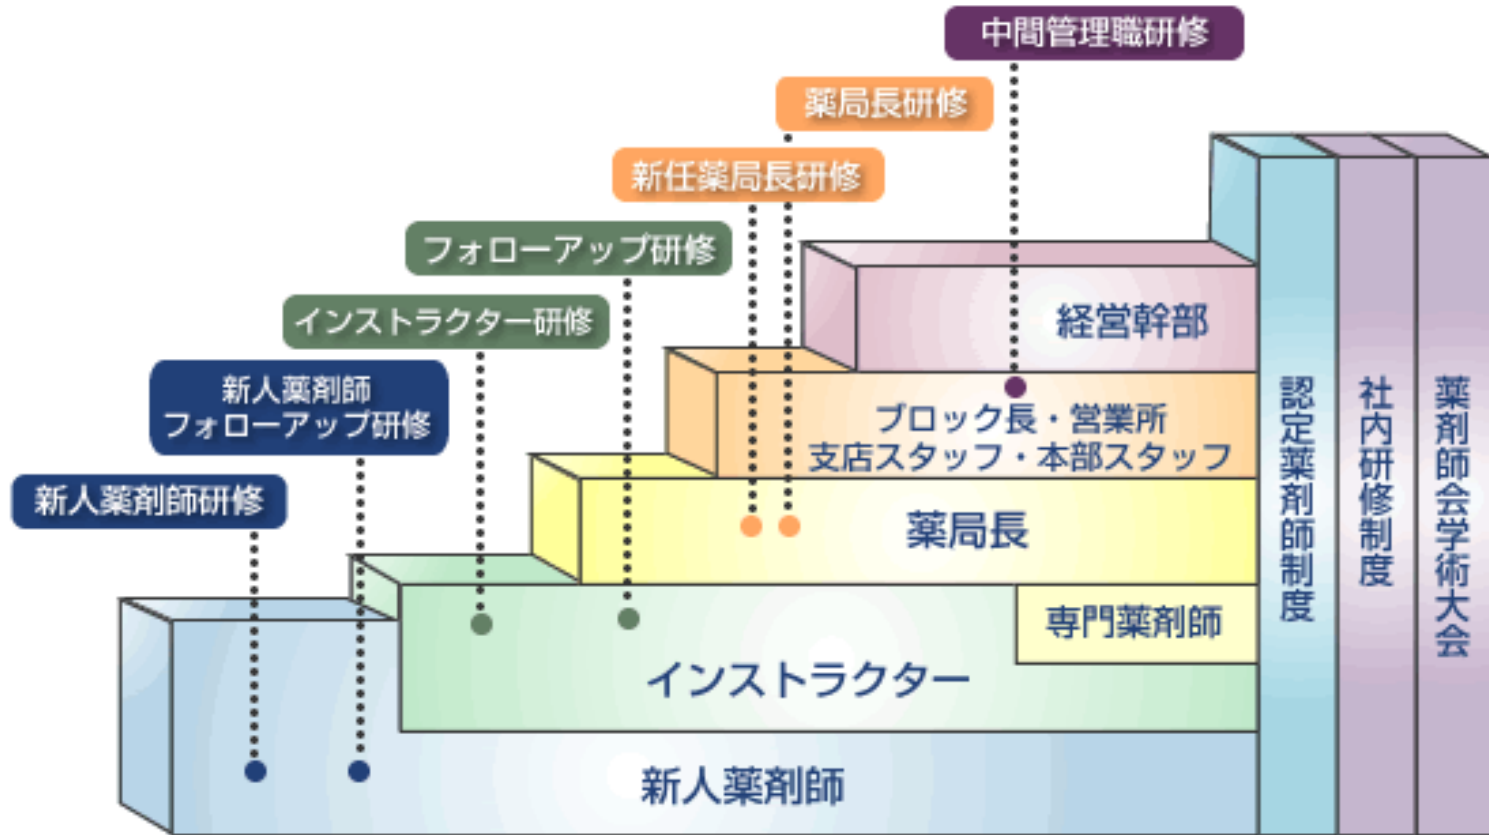 中間管理職研修
薬局長研修
新任薬局長研修
フォローアップ研修
インストラクター研修
新人薬剤師
フォローアップ研修
新人薬剤師研修
経営幹部
ブロック長・営業所
支店スタッフ・本部スタッフ
薬局長
専門薬剤師
インストラクター
新人薬剤師
認定薬剤師制度
社内研修制度
薬剤師会学術大会